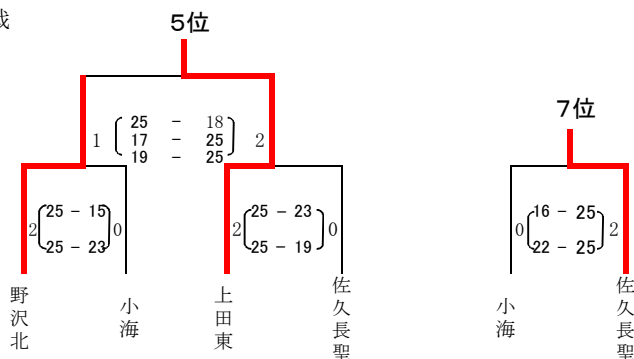 戦
5位
7位
25 - 18
1 17 - 25 2
19 - 25
25 - 15
2 0
25 - 23
25 - 23
2 0
25 - 19
16 - 25
0 2
22 - 25
野沢北
小海
上田東
佐久長聖
小海
佐久長聖